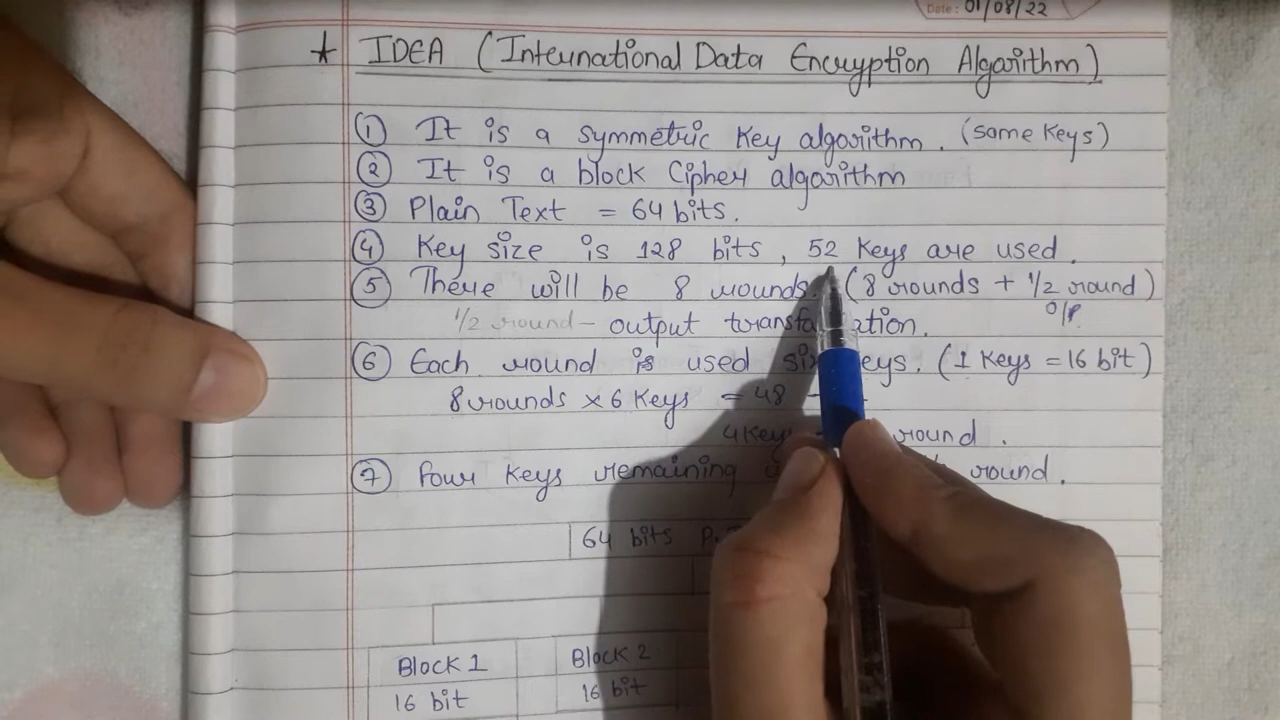 Date: 01/08/22
* IDEA (International Data Encryption Algorithm)
① It is a symmetric key algorithm. (same keys)
② It is a block Cipher algorithm
③ Plain Text = 64 bits.
④ Key size is 128 bits, 52 keys are used.
⑤ There will be 8 rounds. (8 rounds + 1/2 round)
O/P
1/2 round - output
⑥ Each round is used keys. (1 Keys = 16 bit)
8 rounds × 6 Keys = 48
4 Keys round.
⑦ Four keys remaining round.
64 bits P.
Block 1
Block 2
16 bit
16 bit